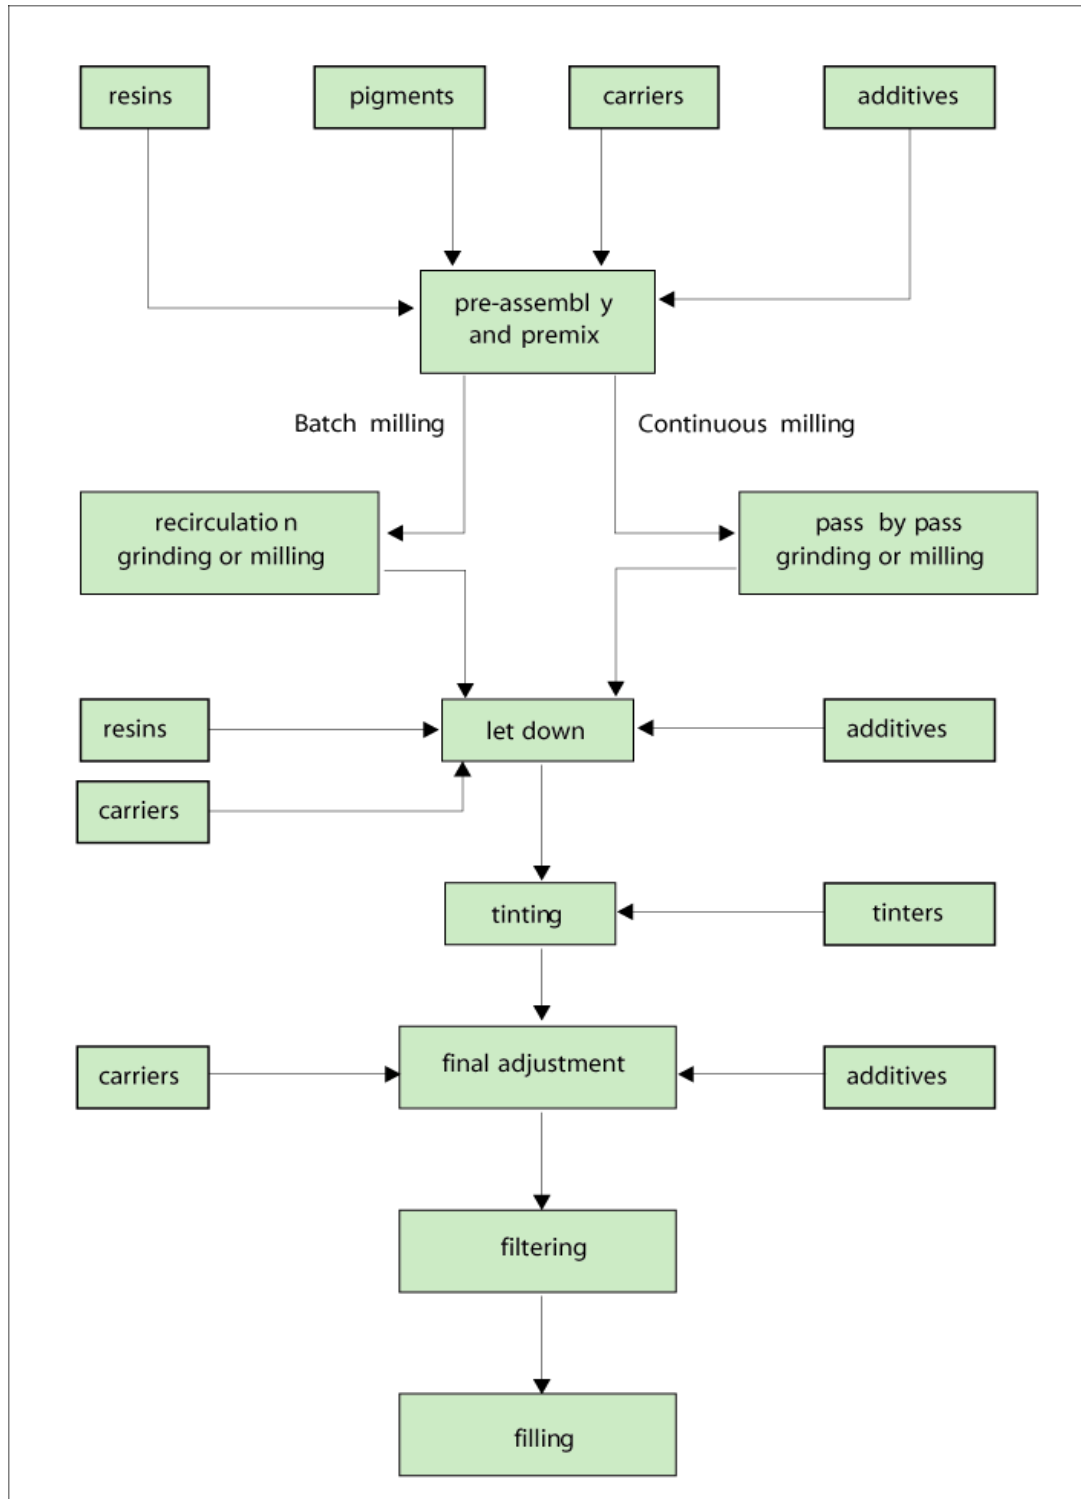 resins
pigments
carriers
additives
pre-assembl y
and premix
Batch milling
Continuous milling
recirculatio n
grinding or milling
pass by pass
grinding or milling
resins
let down
additives
carriers
tinting
tinters
carriers
final adjustment
additives
filtering
filling